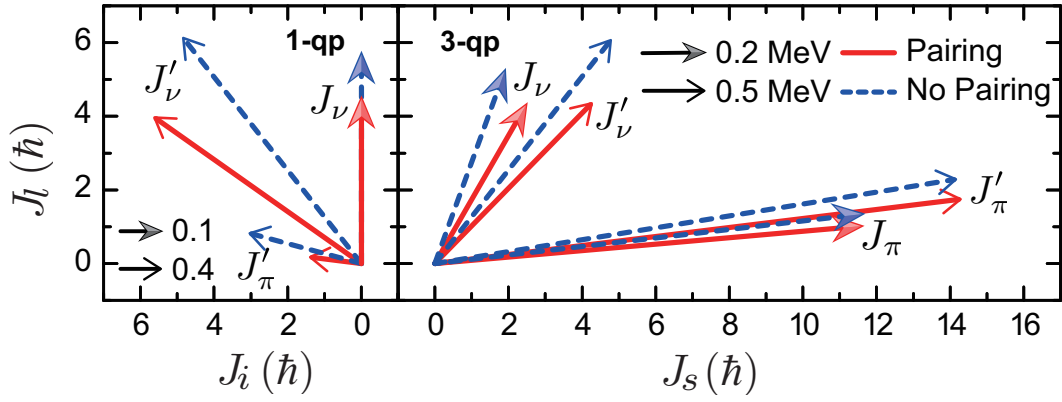 1-qp
3-qp
0.2 MeV
Pairing
0.5 MeV
No Pairing
J_l (ħ)
6
4
2
0
J′_ν
J_ν
J_ν
J′_ν
J′_π
J_π
J′_π
0.1
0.4
6 4 2 0
0 2 4 6 8 10 12 14 16
J_i (ħ)
J_s (ħ)